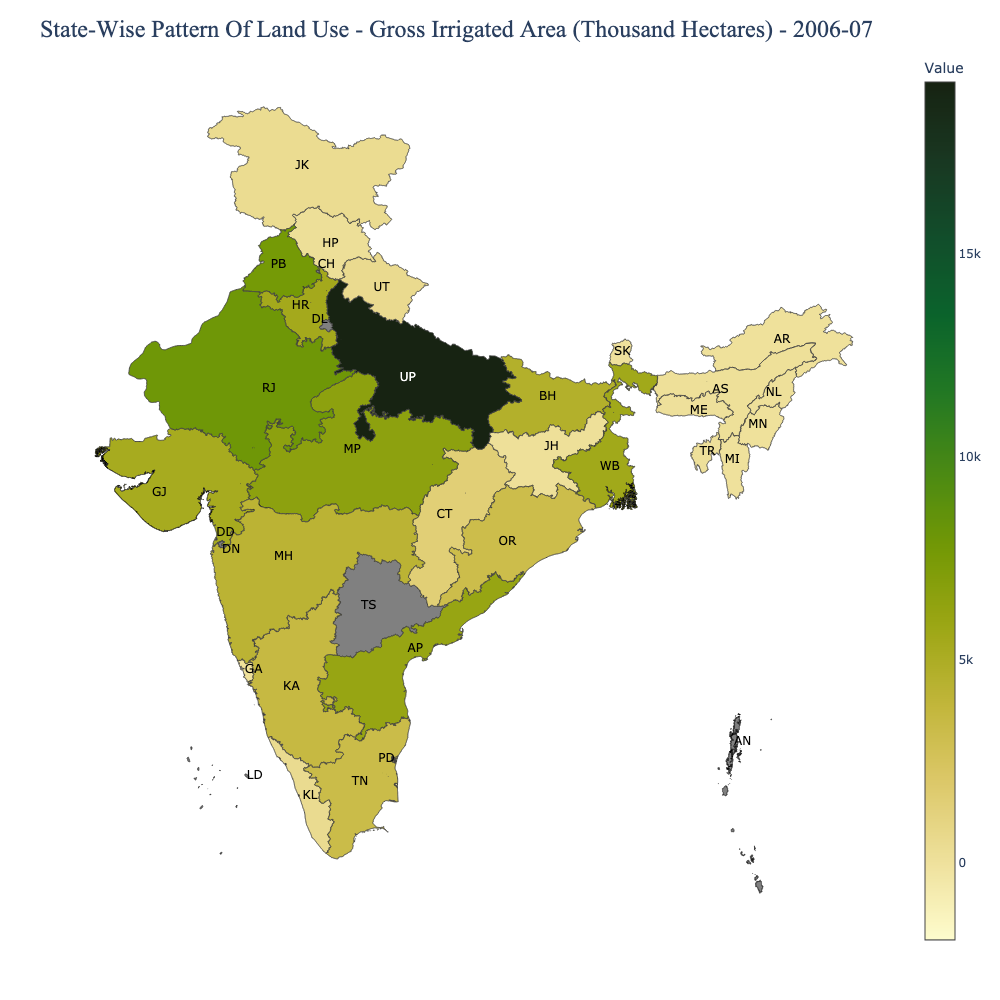 State-Wise Pattern Of Land Use - Gross Irrigated Area (Thousand Hectares) - 2006-07
Value
JK
HP
CH
PB
UT
HR
DL
15k
SK
AR
RJ
UP
AS
NL
BH
ME
MN
MP
JH
TR
MI
10k
WB
GJ
CT
DD
OR
DN
MH
TS
AP
5k
GA
KA
AN
PD
LD
TN
KL
0